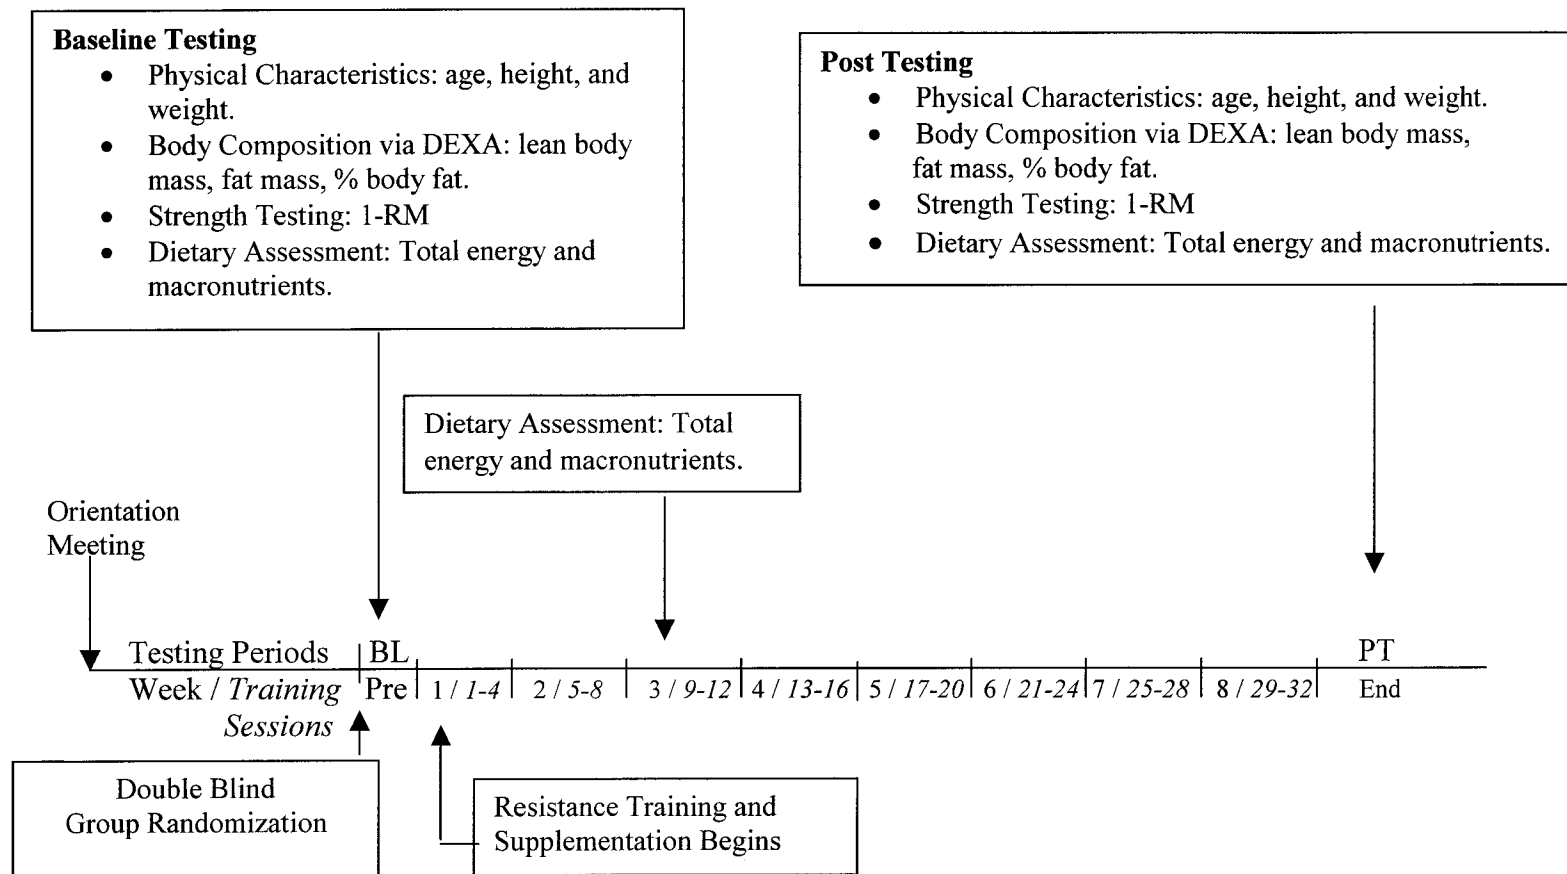 Baseline Testing
• Physical Characteristics: age, height, and
weight.
• Body Composition via DEXA: lean body
mass, fat mass, % body fat.
• Strength Testing: 1-RM
• Dietary Assessment: Total energy and
macronutrients.
Post Testing
• Physical Characteristics: age, height, and weight.
• Body Composition via DEXA: lean body mass,
fat mass, % body fat.
• Strength Testing: 1-RM
• Dietary Assessment: Total energy and macronutrients.
Dietary Assessment: Total
energy and macronutrients.
Orientation
Meeting
Testing Periods | BL PT
Week / Training Pre | 1 / 1-4 | 2 / 5-8 | 3 / 9-12 | 4 / 13-16 | 5 / 17-20 | 6 / 21-24 | 7 / 25-28 | 8 / 29-32 | End
Sessions
Double Blind
Group Randomization
Resistance Training and
Supplementation Begins